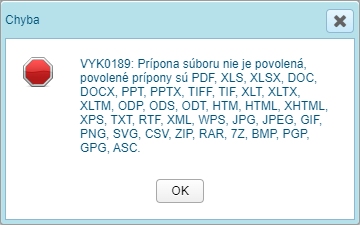 Chyba
VYK0189: Prípona súboru nie je povolená,
povolené prípony sú PDF, XLS, XLSX, DOC,
DOCX, PPT, PPTX, TIFF, TIF, XLT, XLTX,
XLTM, ODP, ODS, ODT, HTM, HTML, XHTML,
XPS, TXT, RTF, XML, WPS, JPG, JPEG, GIF,
PNG, SVG, CSV, ZIP, RAR, 7Z, BMP, PGP,
GPG, ASC.
OK